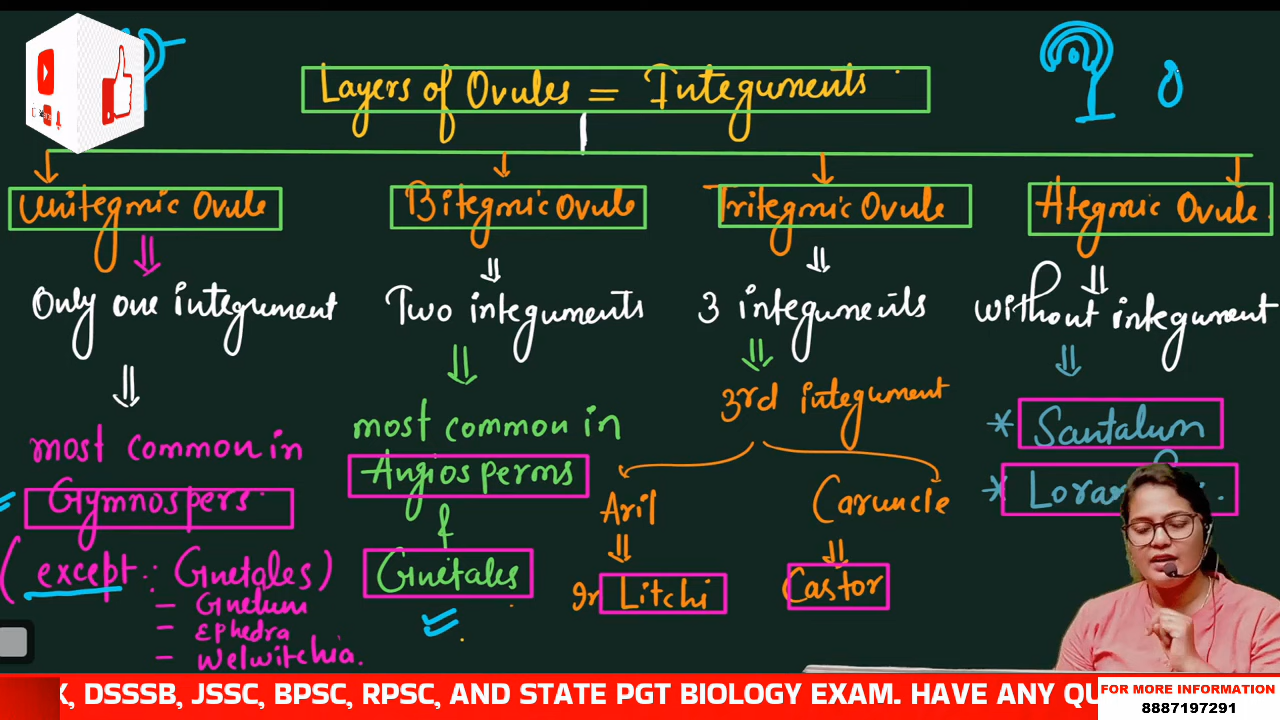 Layers of Ovules = Integuments
Unitegmic Ovule
Bitegmic Ovule
Tritegmic Ovule
Ategmic Ovule.
Only one integument
Two integuments
3 integuments
without integument
most common in
Gymnospers
(except: Gnetales)
- Gnetum
- Ephedra
- Welwitchia.
most common in
Angiosperms
&
Gnetales
3rd integument
Aril
Caruncle
In Litchi
Castor
* Santalum
*
, DSSSB, JSSC, BPSC, RPSC, AND STATE PGT BIOLOGY EXAM. HAVE ANY
FOR MORE INFORMATION
8887197291